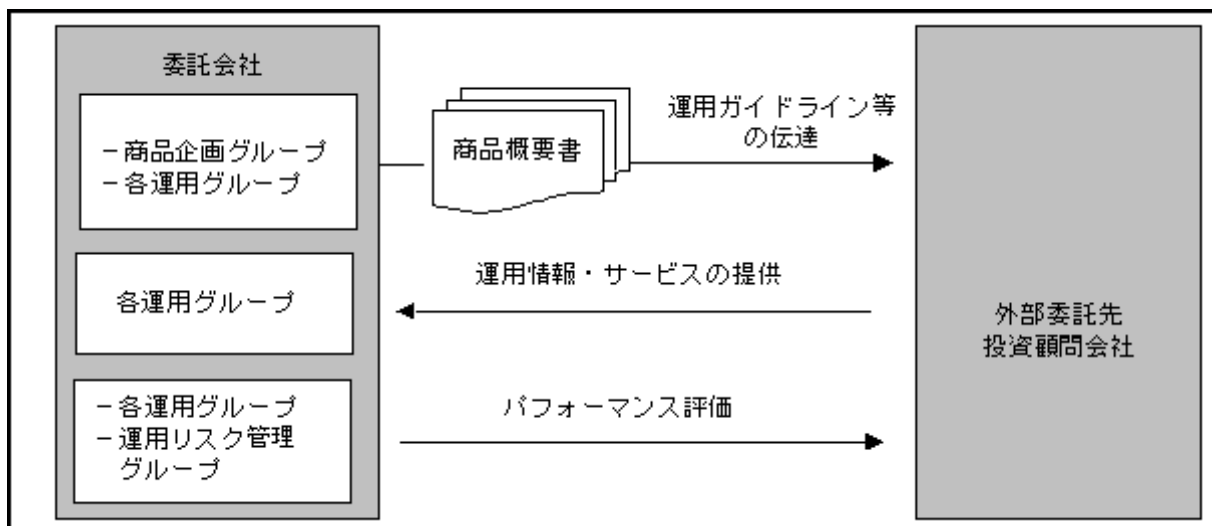 委託会社
－商品企画グループ
－各運用グループ
商品概要書
運用ガイドライン等
の伝達
各運用グループ
運用情報・サービスの提供
外部委託先
投資顧問会社
－各運用グループ
－運用リスク管理
グループ
パフォーマンス評価